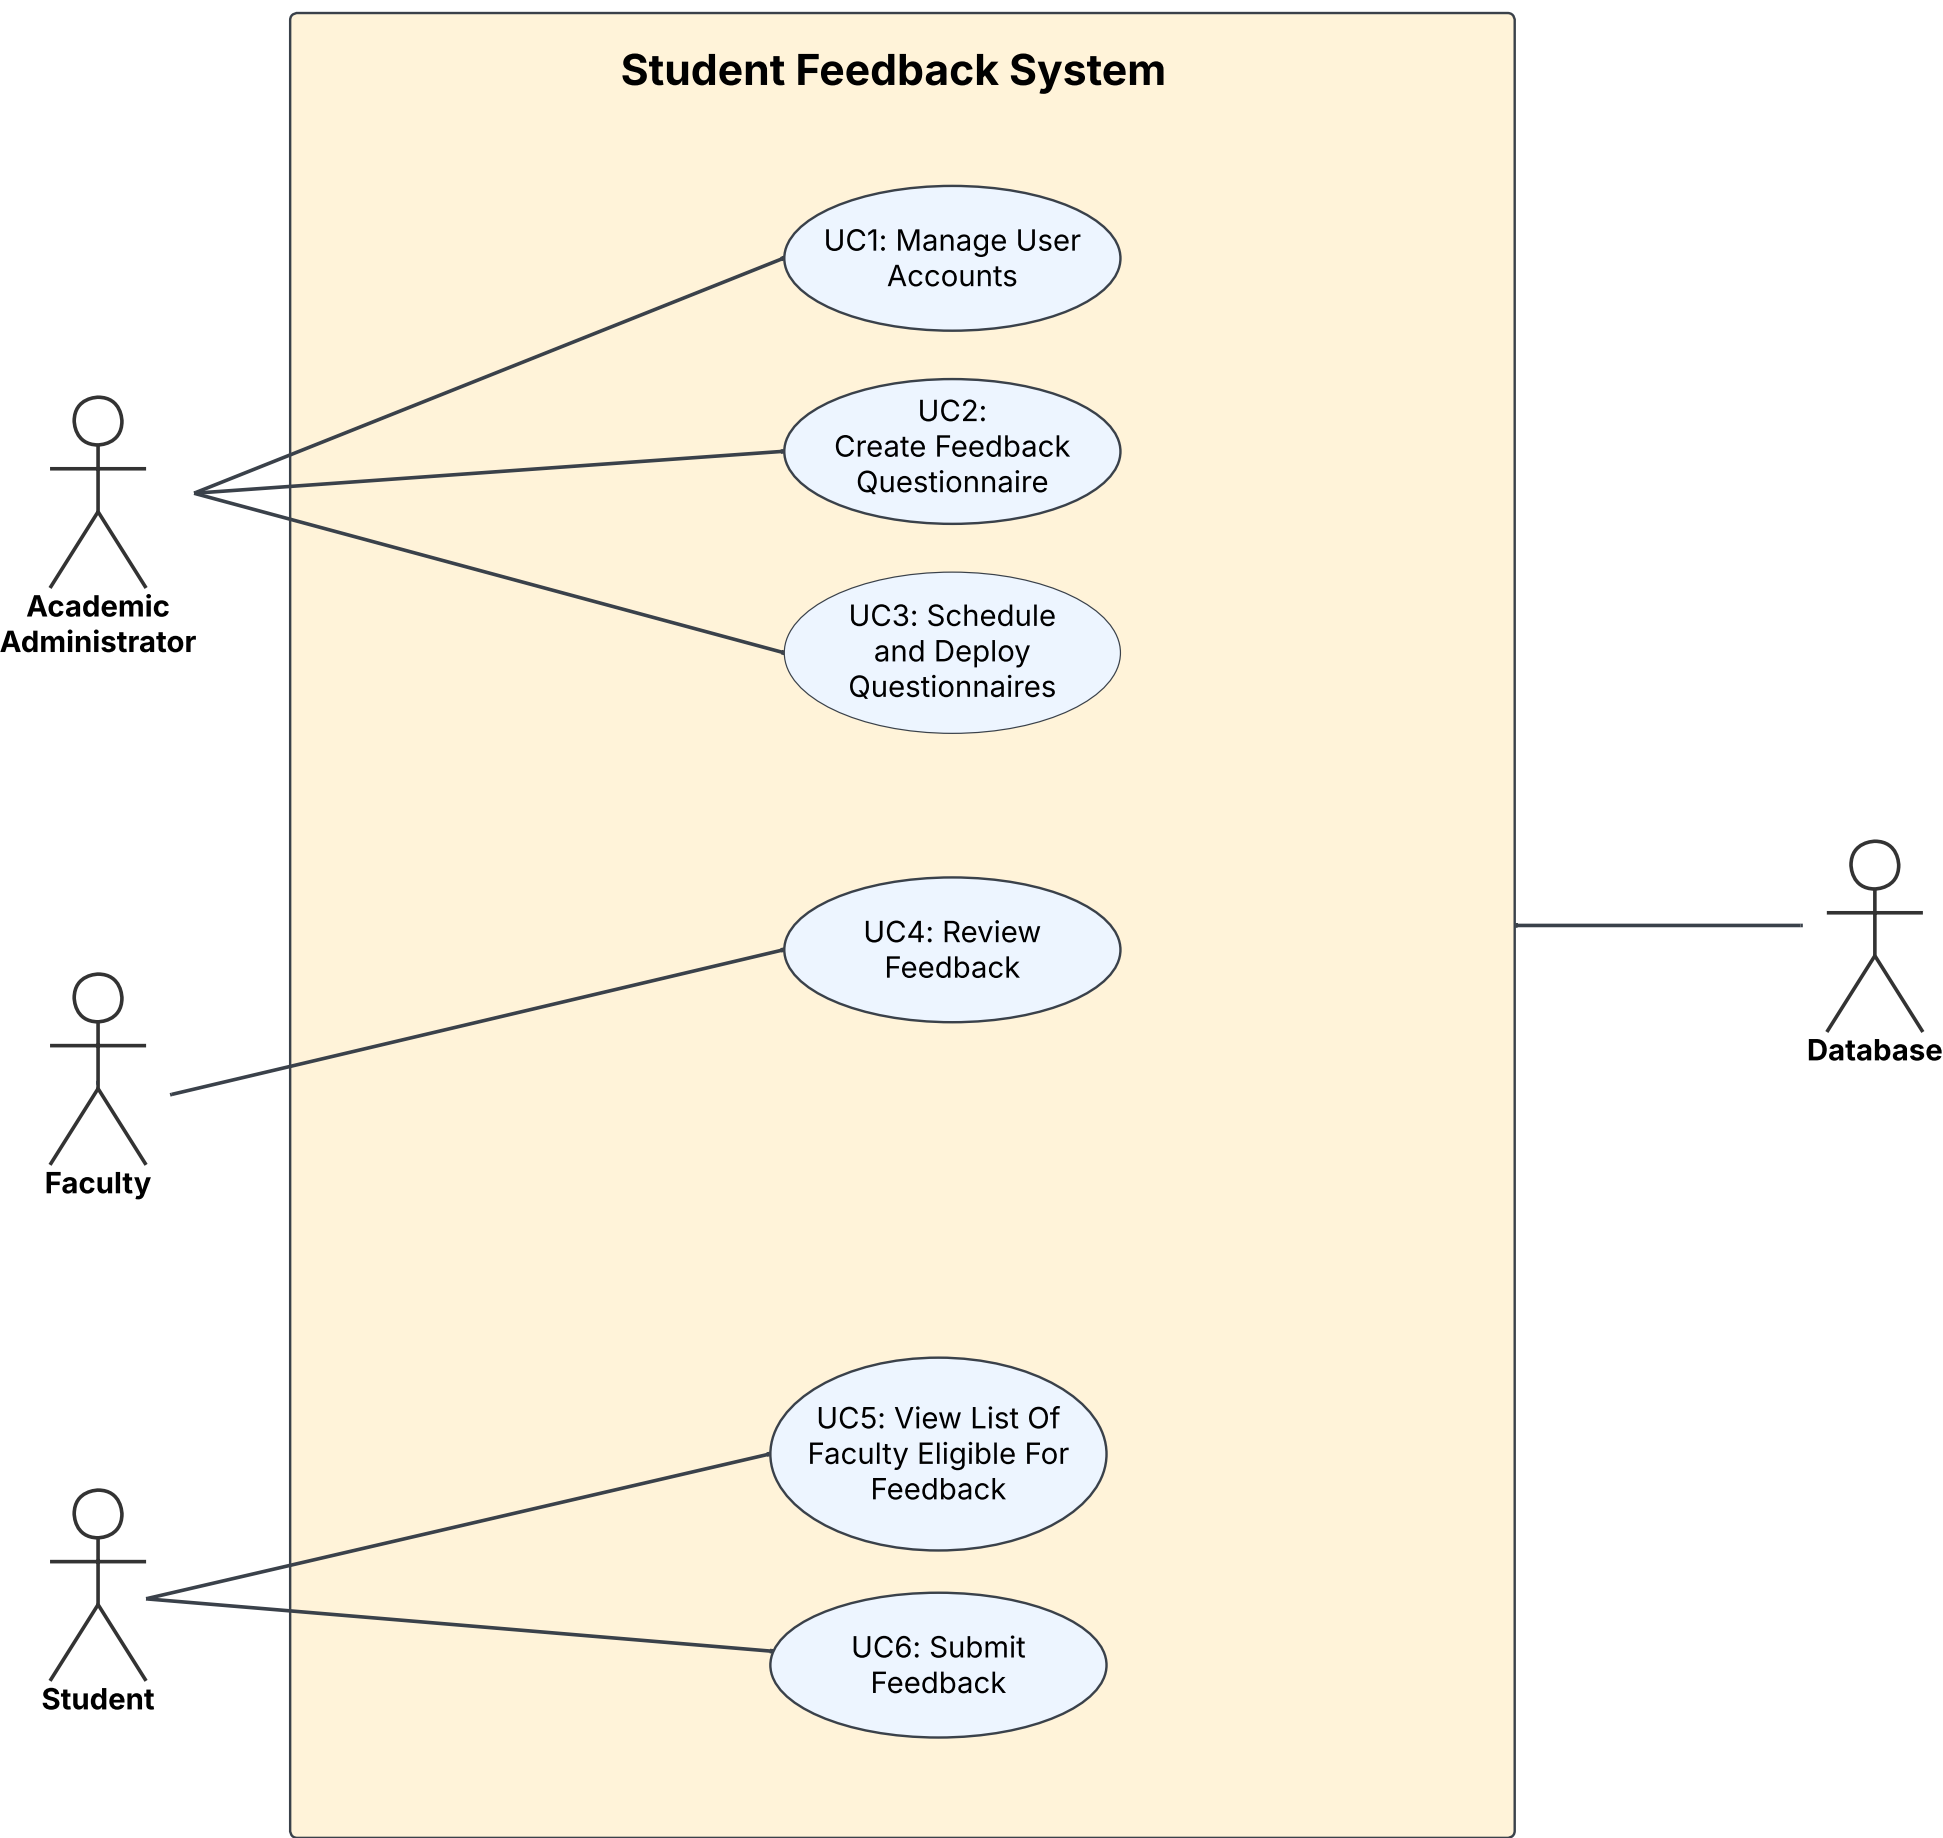 Student Feedback System
UC1: Manage User
Accounts
UC2:
Create Feedback
Questionnaire
UC3: Schedule
and Deploy
Questionnaires
Academic
Administrator
UC4: Review
Feedback
Faculty
Database
UC5: View List Of
Faculty Eligible For
Feedback
UC6: Submit
Feedback
Student